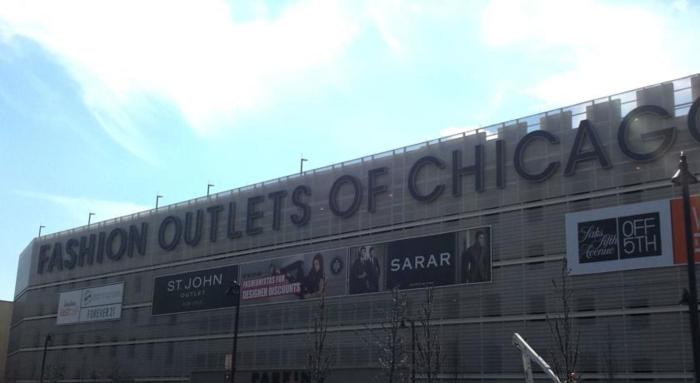 FASHION OUTLETS OF CHICAGO
FOREVER 21
ST. JOHN
OUTLET
FASHIONISTAS FOR
DESIGNER DISCOUNTS
SARAR
Saks
Fifth
Avenue
OFF
5TH